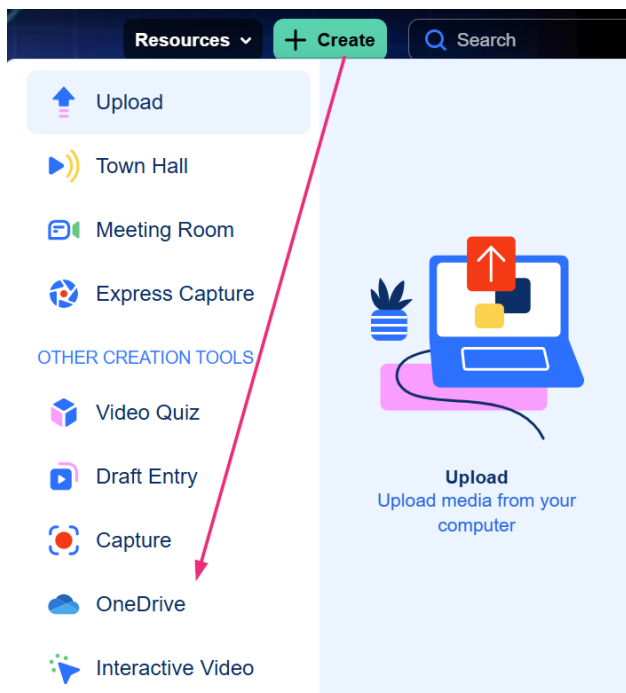 Resources
Create
Search
Upload
Town Hall
Meeting Room
Express Capture
OTHER CREATION TOOLS
Video Quiz
Draft Entry
Capture
OneDrive
Interactive Video
Upload
Upload media from your
computer